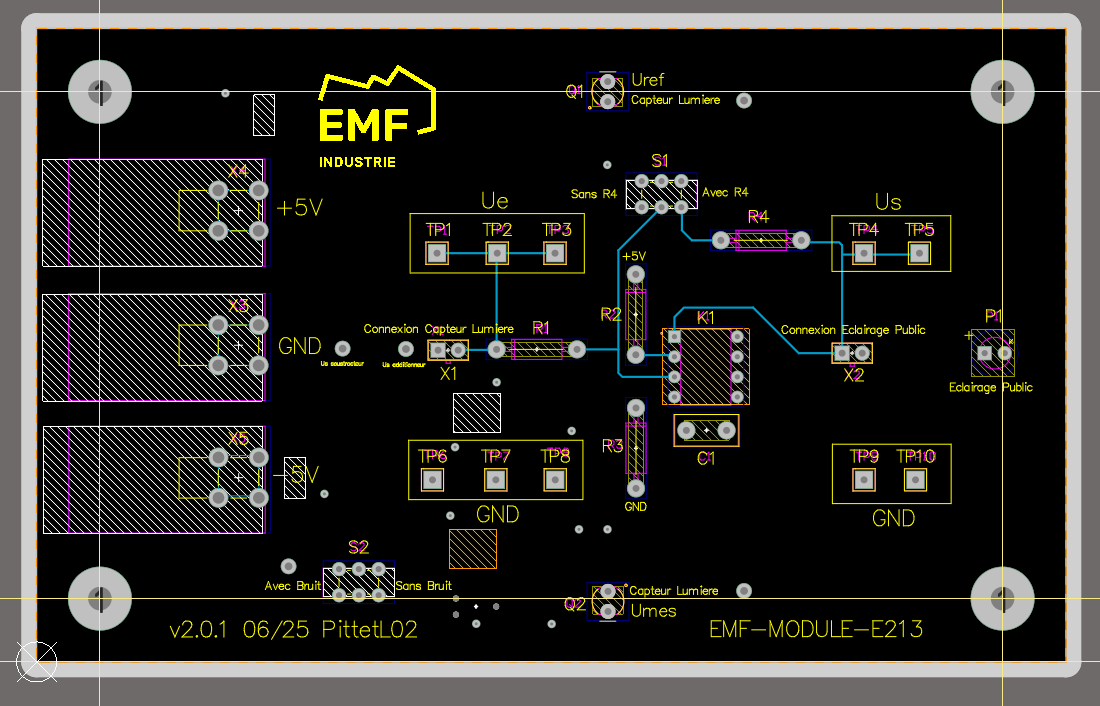 Q1
Uref
Capteur Lumiere
EMF
INDUSTRIE
X4
+5V
Ue
TP1
TP2
TP3
S1
Sans R4
Avec R4
R4
Us
TP4
TP5
+5V
R2
K1
X3
GND
Us soustracteur
Us additionneur
Connexion Capteur Lumiere
X1
R1
Connexion Eclairage Public
X2
P1
+
Eclairage Public
X5
-5V
TP6
TP7
TP8
GND
R3
GND
C1
TP9
TP10
GND
S2
Avec Bruit
Sans Bruit
Q2
Capteur Lumiere
Umes
v2.0.1 06/25 PittetL02
EMF-MODULE-E213